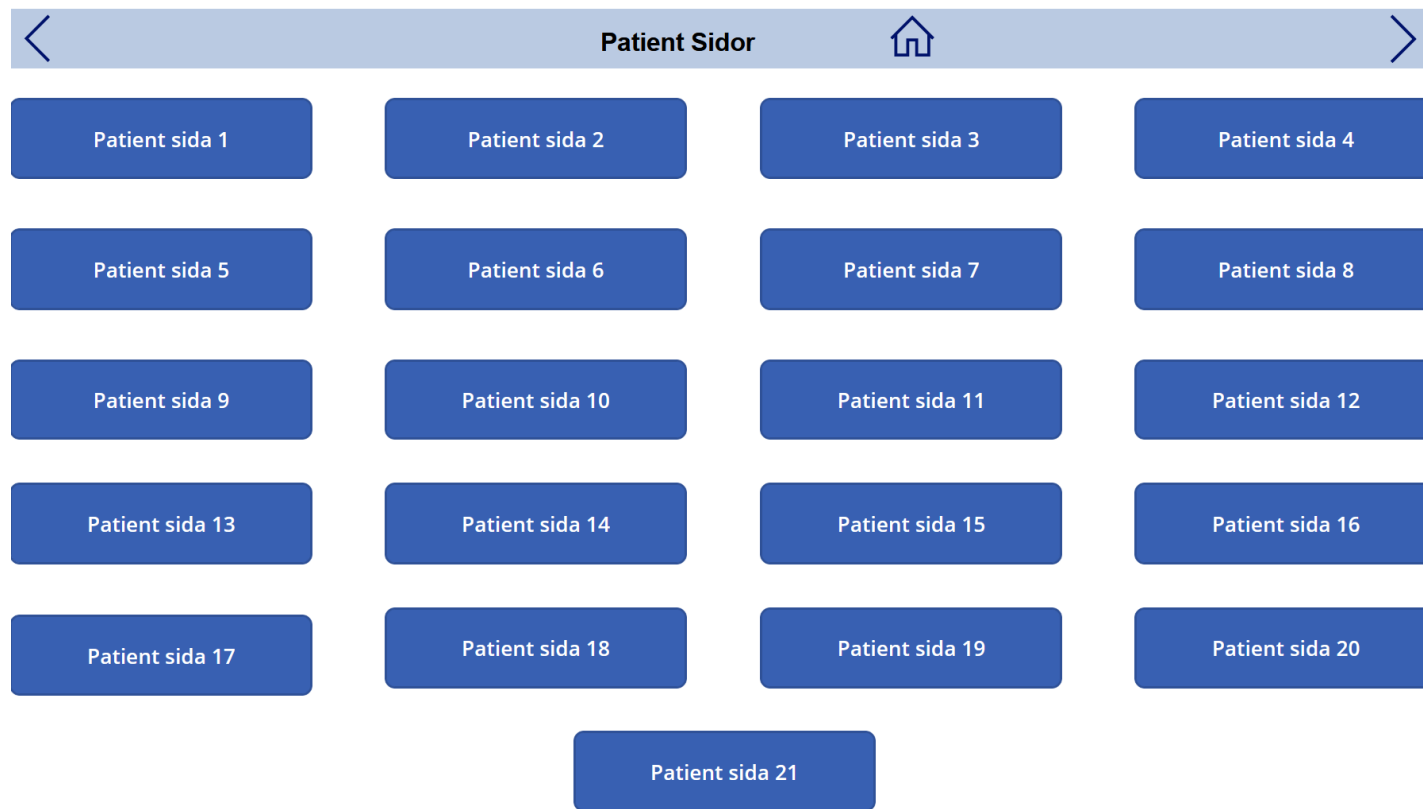 Patient Sidor
Patient sida 1
Patient sida 2
Patient sida 3
Patient sida 4
Patient sida 5
Patient sida 6
Patient sida 7
Patient sida 8
Patient sida 9
Patient sida 10
Patient sida 11
Patient sida 12
Patient sida 13
Patient sida 14
Patient sida 15
Patient sida 16
Patient sida 17
Patient sida 18
Patient sida 19
Patient sida 20
Patient sida 21